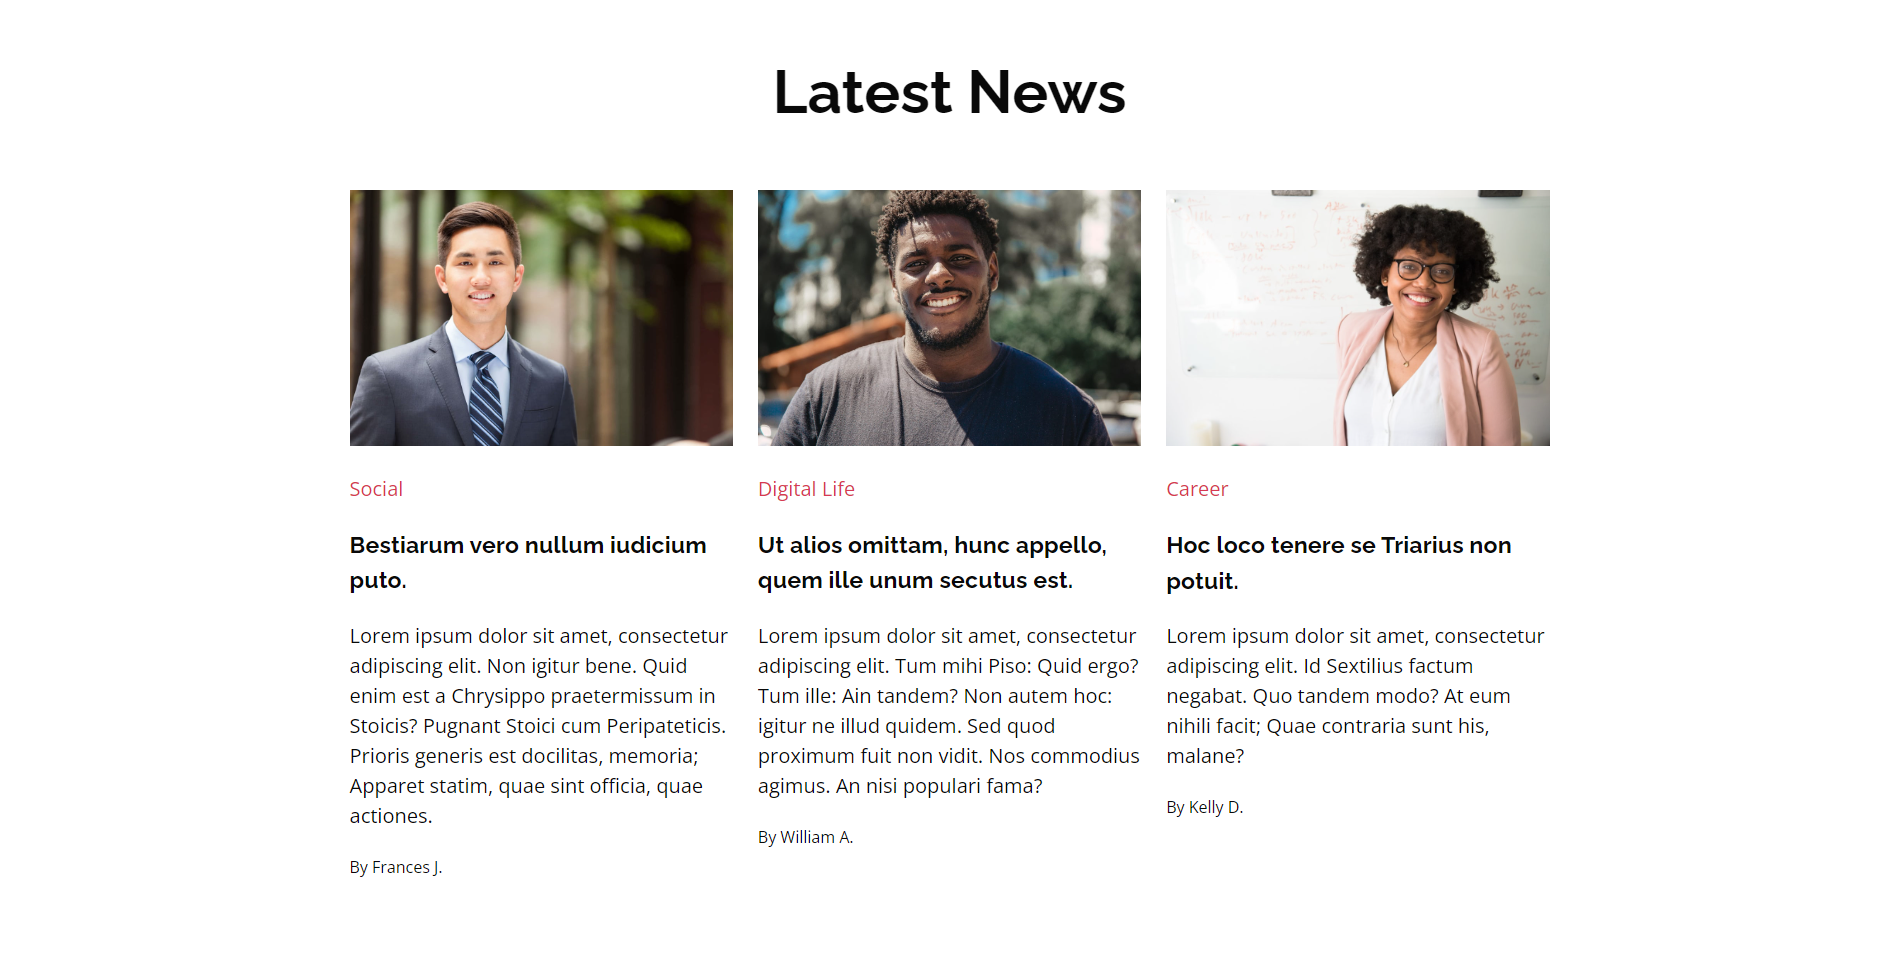 Latest News
Social
Bestiarum vero nullum iudicium
puto.
Lorem ipsum dolor sit amet, consectetur
adipiscing elit. Non igitur bene. Quid
enim est a Chrysippo praetermissum in
Stoicis? Pugnant Stoici cum Peripateticis.
Prioris generis est docilitas, memoria;
Apparet statim, quae sint officia, quae
actiones.
By Frances J.
Digital Life
Ut alios omittam, hunc appello,
quem ille unum secutus est.
Lorem ipsum dolor sit amet, consectetur
adipiscing elit. Tum mihi Piso: Quid ergo?
Tum ille: Ain tandem? Non autem hoc:
igitur ne illud quidem. Sed quod
proximum fuit non vidit. Nos commodius
agimus. An nisi populari fama?
By William A.
Career
Hoc loco tenere se Triarius non
potuit.
Lorem ipsum dolor sit amet, consectetur
adipiscing elit. Id Sextilius factum
negabat. Quo tandem modo? At eum
nihili facit; Quae contraria sunt his,
malane?
By Kelly D.